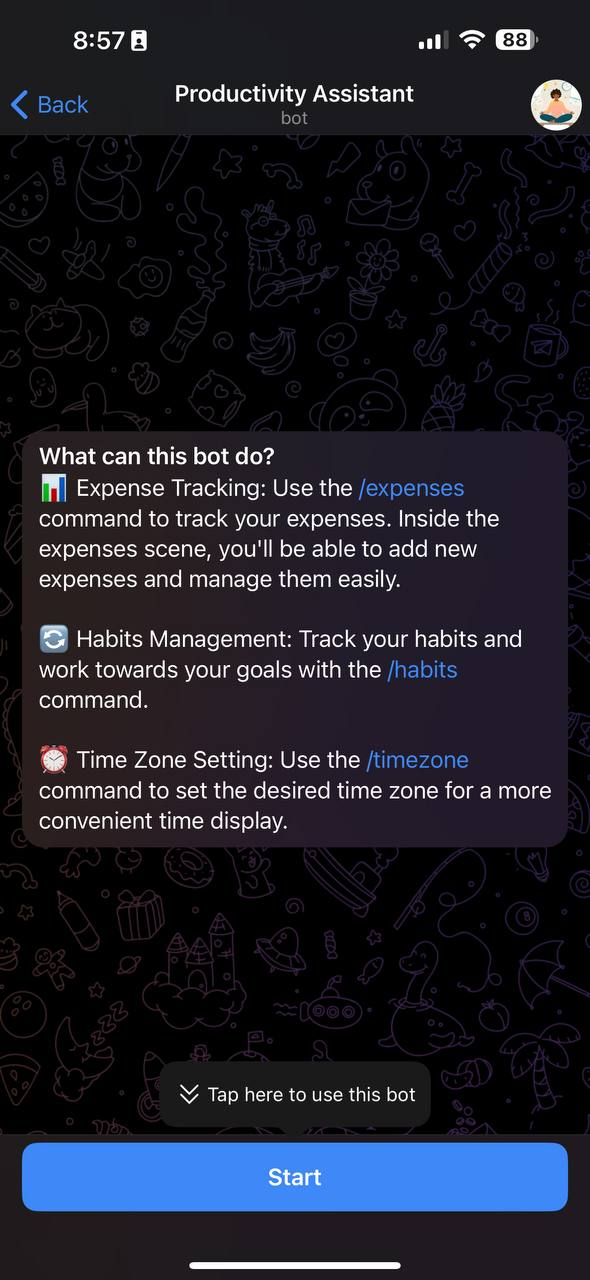 8:57
88
Back
Productivity Assistant
bot
What can this bot do?
📊 Expense Tracking: Use the /expenses
command to track your expenses. Inside the
expenses scene, you'll be able to add new
expenses and manage them easily.
🔄 Habits Management: Track your habits and
work towards your goals with the /habits
command.
⏰ Time Zone Setting: Use the /timezone
command to set the desired time zone for a more
convenient time display.
Tap here to use this bot
Start